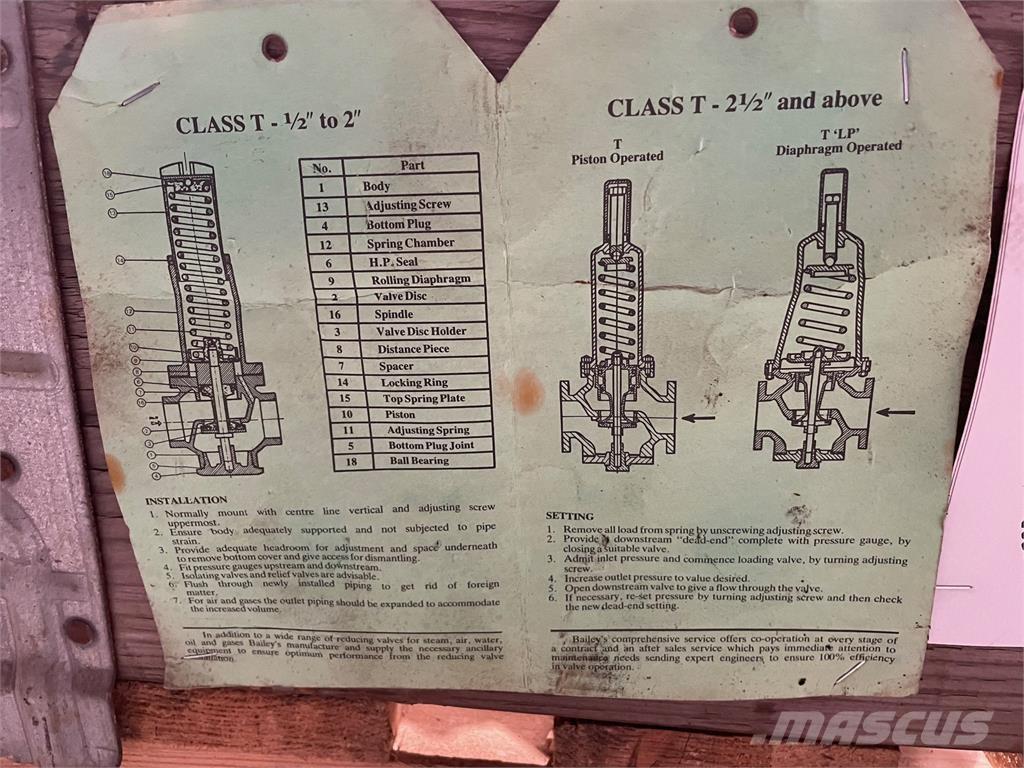 CLASS T - ½" to 2"
No. Part
1 Body
13 Adjusting Screw
4 Bottom Plug
12 Spring Chamber
6 H.P. Seal
9 Rolling Diaphragm
2 Valve Disc
16 Spindle
3 Valve Disc Holder
8 Distance Piece
7 Spacer
14 Locking Ring
15 Top Spring Plate
10 Piston
11 Adjusting Spring
5 Bottom Plug Joint
18 Ball Bearing
INSTALLATION
1. Normally mount with centre line vertical and adjusting screw
uppermost.
2. Ensure body adequately supported and not subjected to pipe
strain.
3. Provide adequate headroom for adjustment and space underneath
to remove bottom cover and give access for dismantling.
4. Fit pressure gauges upstream and downstream.
5. Isolating valves and relief valves are advisable.
6. Flush through newly installed piping to get rid of foreign
matter.
7. For air and gases the outlet piping should be expanded to accommodate
the increased volume.
In addition to a wide range of reducing valves for steam, air, water,
oil and gases Bailey's manufacture and supply the necessary ancillary
equipment to ensure optimum performance from the reducing valve
CLASS T - 2½" and above
T
Piston Operated
T 'LP'
Diaphragm Operated
SETTING
1. Remove all load from spring by unscrewing adjusting screw.
2. Provide a downstream "dead-end" complete with pressure gauge, by
closing a suitable valve.
3. Admit inlet pressure and commence loading valve, by turning adjusting
screw.
4. Increase outlet pressure to value desired.
5. Open downstream valve to give a flow through the valve.
6. If necessary, re-set pressure by turning adjusting screw and then check
the new dead-end setting.
Bailey's comprehensive service offers co-operation at every stage of
a contract and an after sales service which pays immediate attention to
maintenance needs sending expert engineers to ensure 100% efficiency
in valve operation.
MASCUS